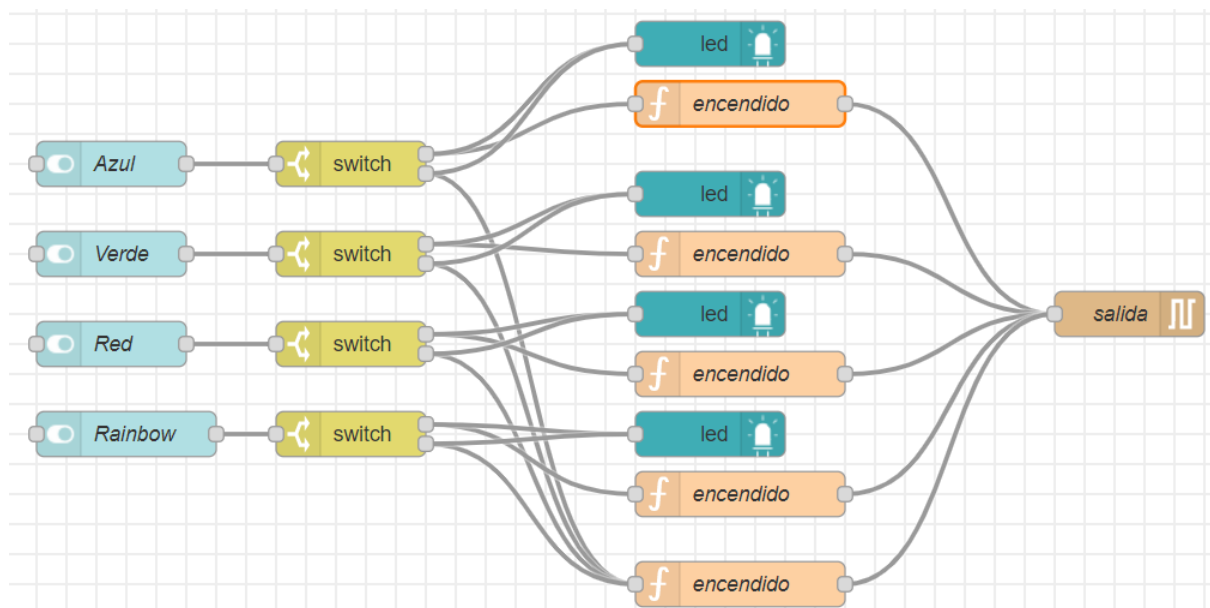 led
encendido
Azul
switch
led
Verde
switch
encendido
led
salida
Red
switch
encendido
Rainbow
switch
led
encendido
encendido